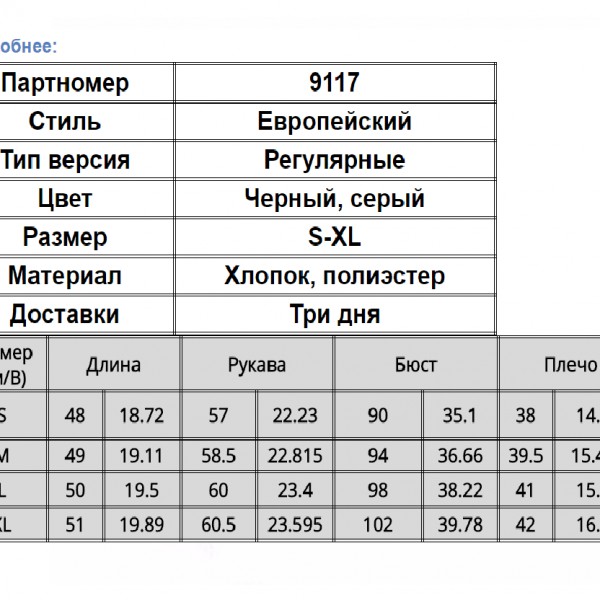 обнее:
Партномер 9117
Стиль Европейский
Тип версия Регулярные
Цвет Черный, серый
Размер S-XL
Материал Хлопок, полиэстер
Доставки Три дня
мер Длина Рукава Бюст Плечо
м/В)
S 48 18.72 57 22.23 90 35.1 38 14.
M 49 19.11 58.5 22.815 94 36.66 39.5 15.4
L 50 19.5 60 23.4 98 38.22 41 15.
XL 51 19.89 60.5 23.595 102 39.78 42 16.